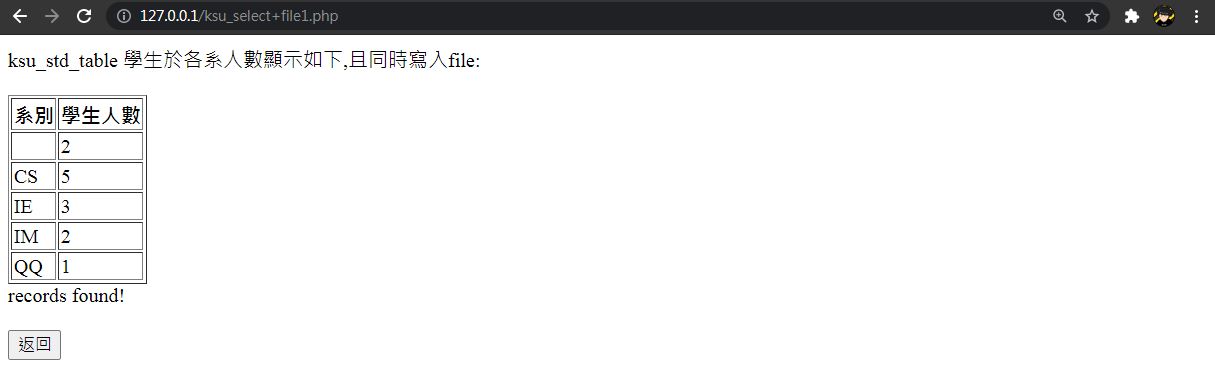 127.0.0.1/ksu_select+file1.php
ksu_std_table 學生於各系人數顯示如下,且同時寫入file:
系別 學生人數
2
CS 5
IE 3
IM 2
QQ 1
records found!
返回